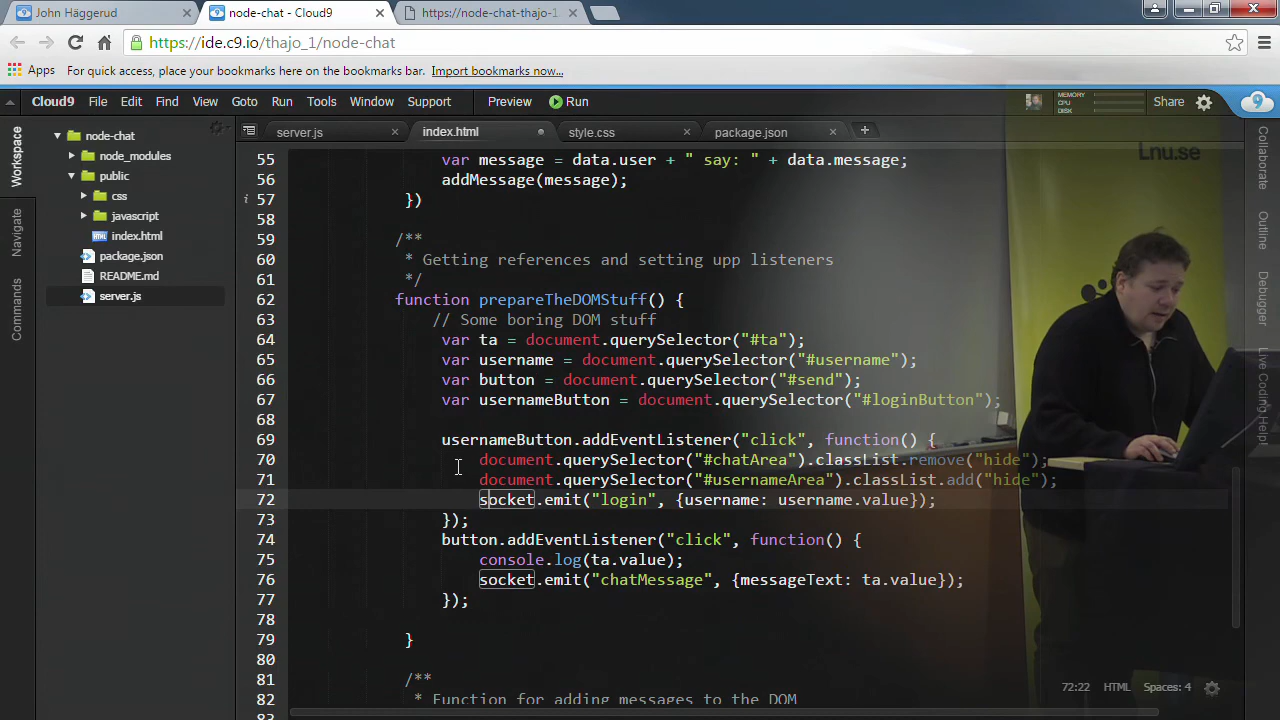 John Häggerud
node-chat - Cloud9
https://node-chat-thajo-1
https://ide.c9.io/thajo_1/node-chat
Apps
For quick access, place your bookmarks here on the bookmarks bar. Import bookmarks now...
Cloud9 File Edit Find View Goto Run Tools Window Support Preview Run
MEMORY
CPU
DISK
Share
9
Workspace
Navigate
Commands
node-chat
node_modules
public
css
javascript
index.html
package.json
README.md
server.js
server.js
index.html
style.css
package.json
55 var message = data.user + " say: " + data.message;
56 addMessage(message);
57 })
58
59 /**
60 * Getting references and setting upp listeners
61 */
62 function prepareTheDOMStuff() {
63 // Some boring DOM stuff
64 var ta = document.querySelector("#ta");
65 var username = document.querySelector("#username");
66 var button = document.querySelector("#send");
67 var usernameButton = document.querySelector("#loginButton");
68
69 usernameButton.addEventListener("click", function() {
70 document.querySelector("#chatArea").classList.remove("hide");
71 document.querySelector("#usernameArea").classList.add("hide");
72 socket.emit("login", {username: username.value});
73 });
74 button.addEventListener("click", function() {
75 console.log(ta.value);
76 socket.emit("chatMessage", {messageText: ta.value});
77 });
78
79 }
80
81 /**
82 * Function for adding messages to the DOM
83
Lnu.se
Collaborate
Outline
Debugger
Live Coding Help!
72:22 HTML Spaces: 4